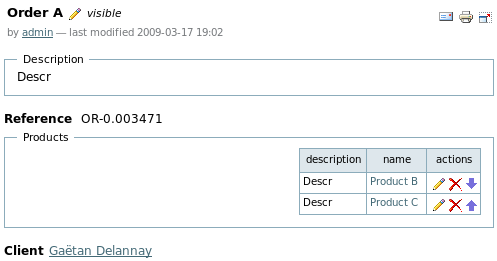 Order A visible
by admin — last modified 2009-03-17 19:02
Description
Descr
Reference OR-0.003471
Products
description name actions
Descr Product B
Descr Product C
Client Gaëtan Delannay